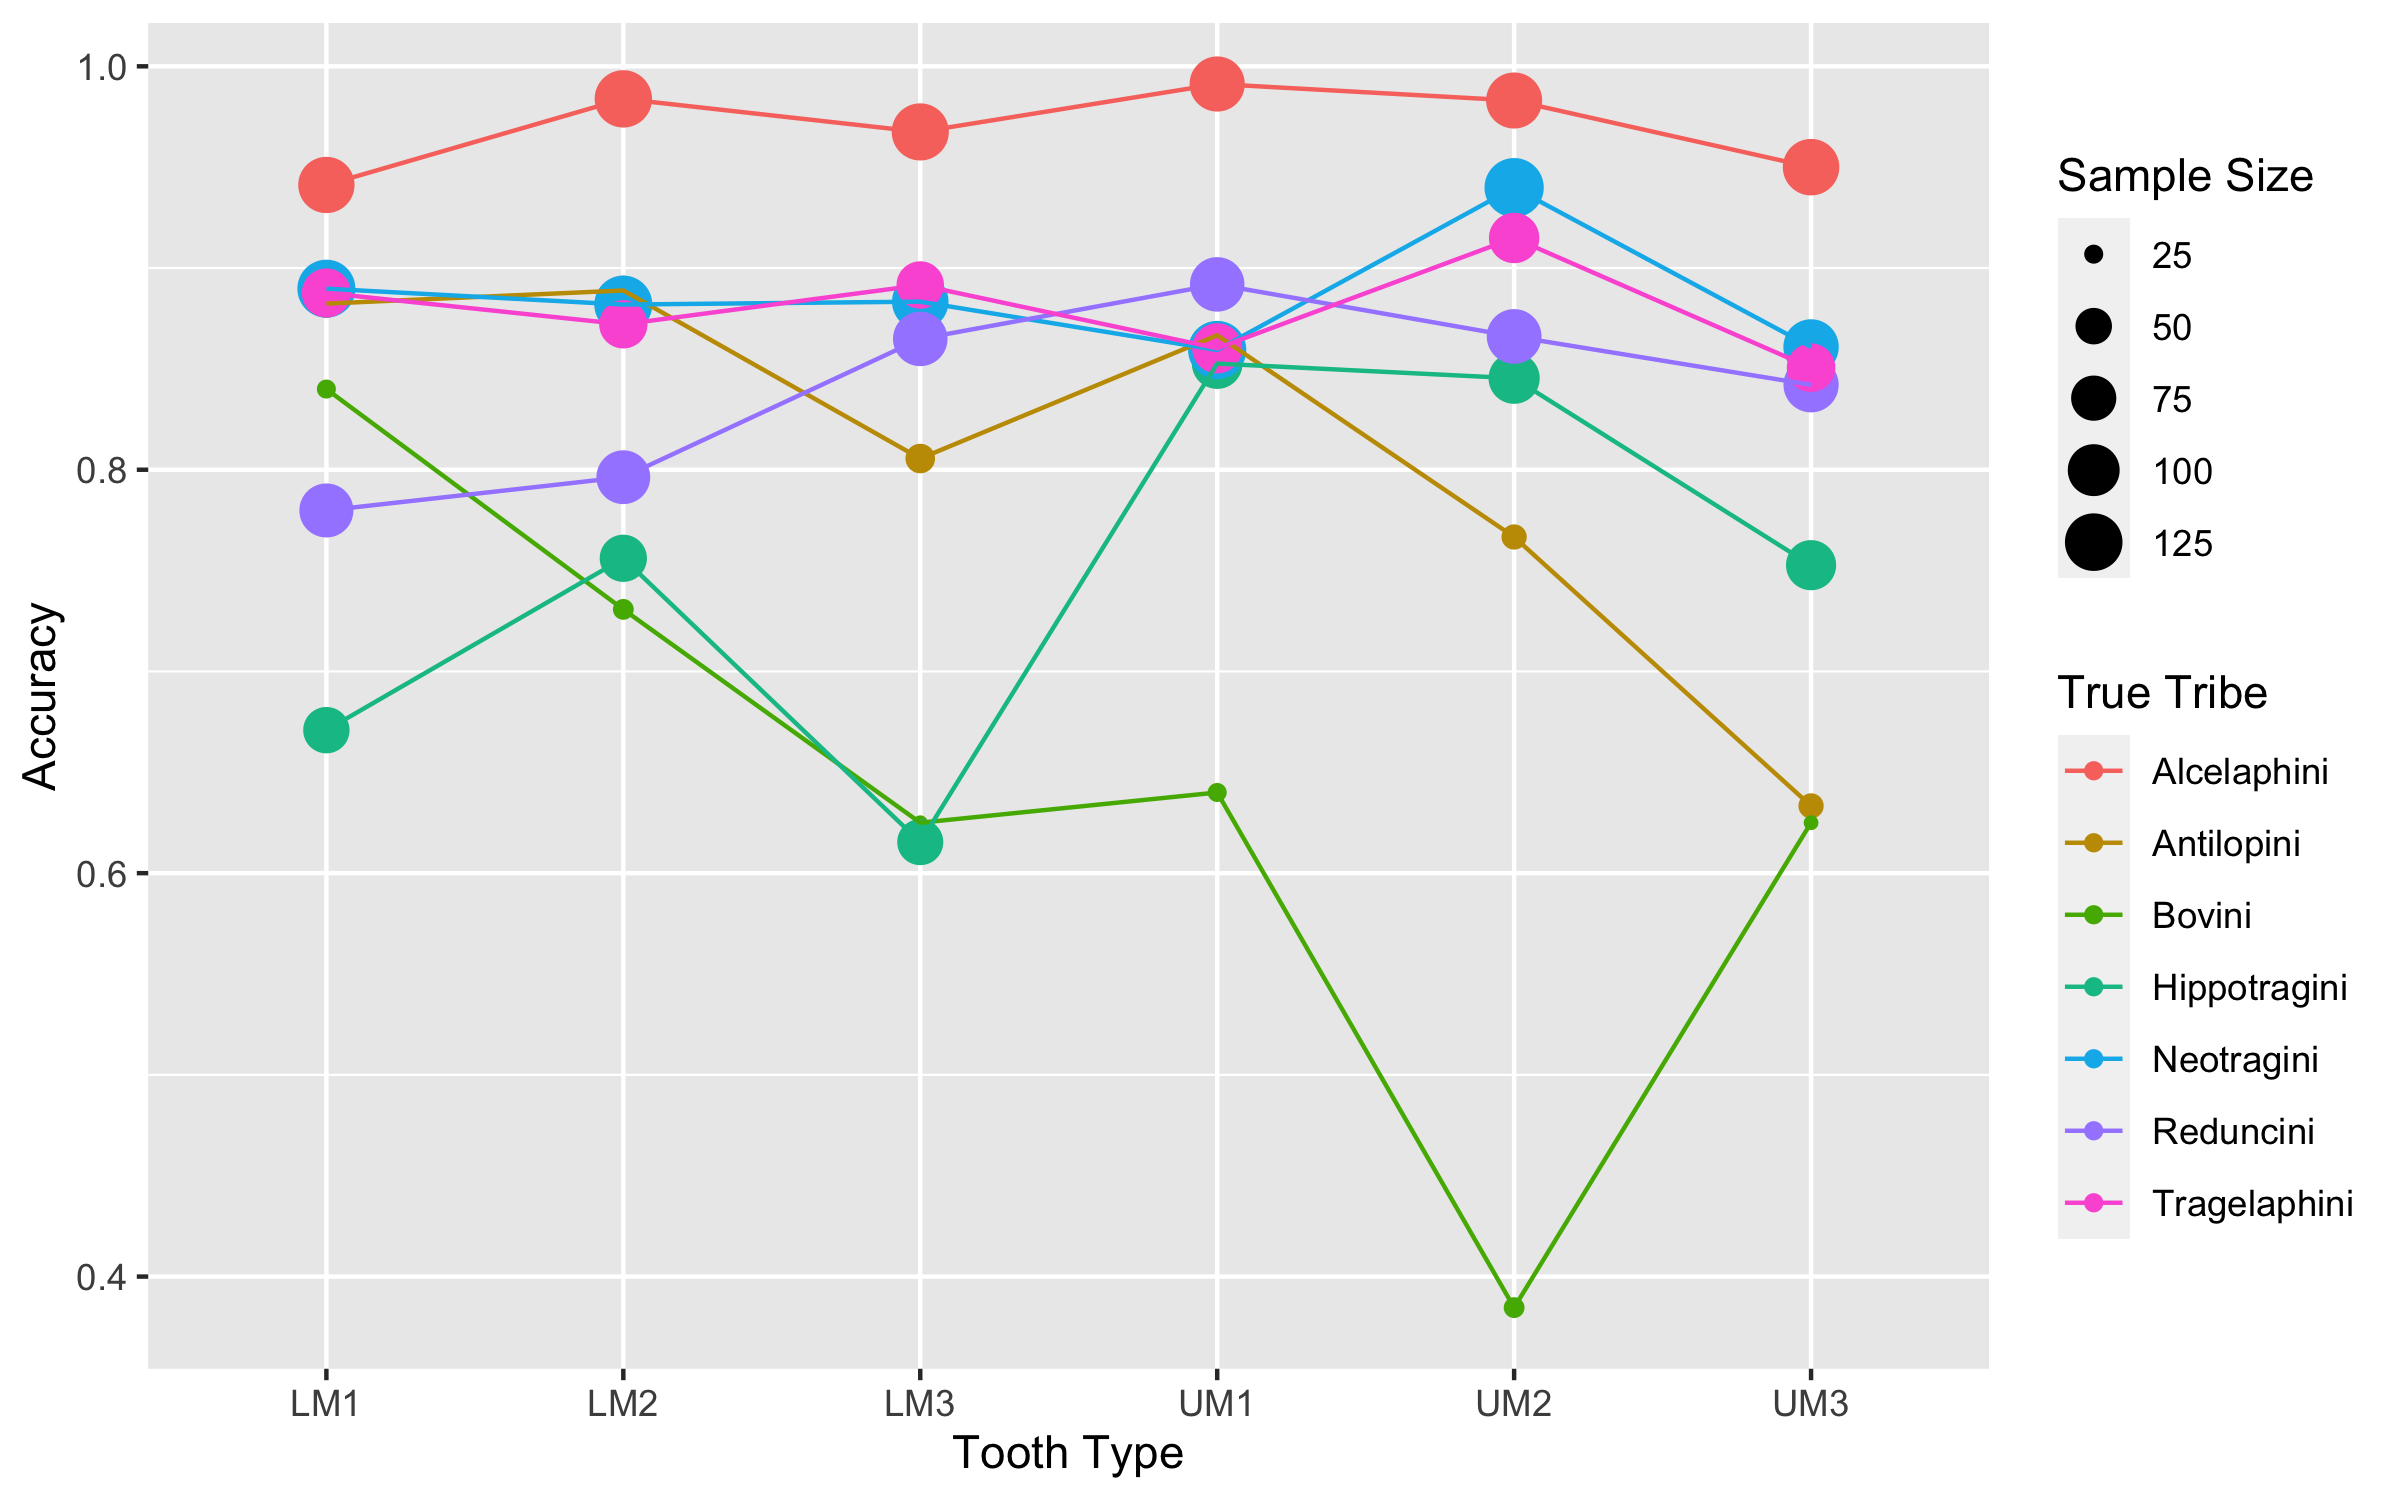 1.0
0.8
0.6
0.4
Accuracy
LM1
LM2
LM3
UM1
UM2
UM3
Tooth Type
Sample Size
25
50
75
100
125
True Tribe
Alcelaphini
Antilopini
Bovini
Hippotragini
Neotragini
Reduncini
Tragelaphini